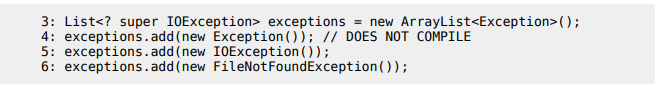 3: List<? super IOException> exceptions = new ArrayList<Exception>();
4: exceptions.add(new Exception()); // DOES NOT COMPILE
5: exceptions.add(new IOException());
6: exceptions.add(new FileNotFoundException());